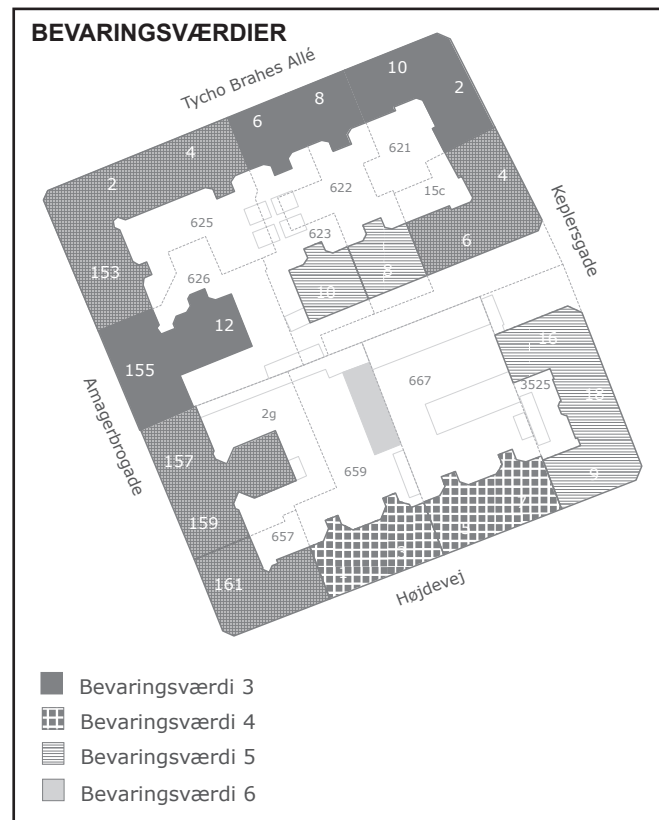 BEVARINGSVÆRDIER
Tycho Brahes Allé
10
8
2
6
4
621
2
4
15c
622
625
Keplersgade
623
6
153
626
8
10
12
16
155
667
3525
18
Amagerbrogade
2g
157
659
9
7
159
5
657
3
161
1
Højdevej
Bevaringsværdi 3
Bevaringsværdi 4
Bevaringsværdi 5
Bevaringsværdi 6